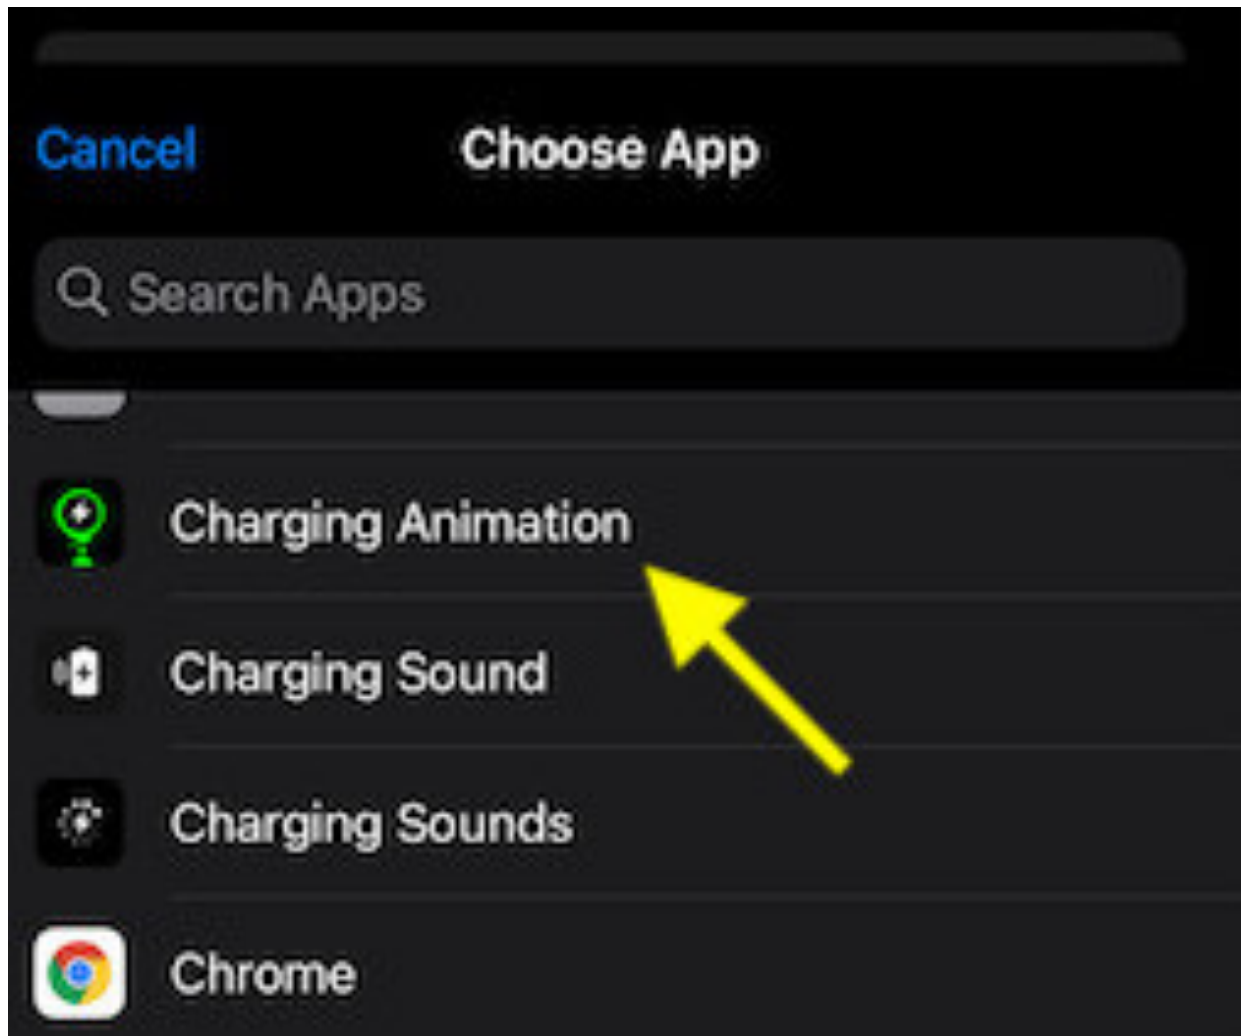 Cancel Choose App
Search Apps
Charging Animation
Charging Sound
Charging Sounds
Chrome